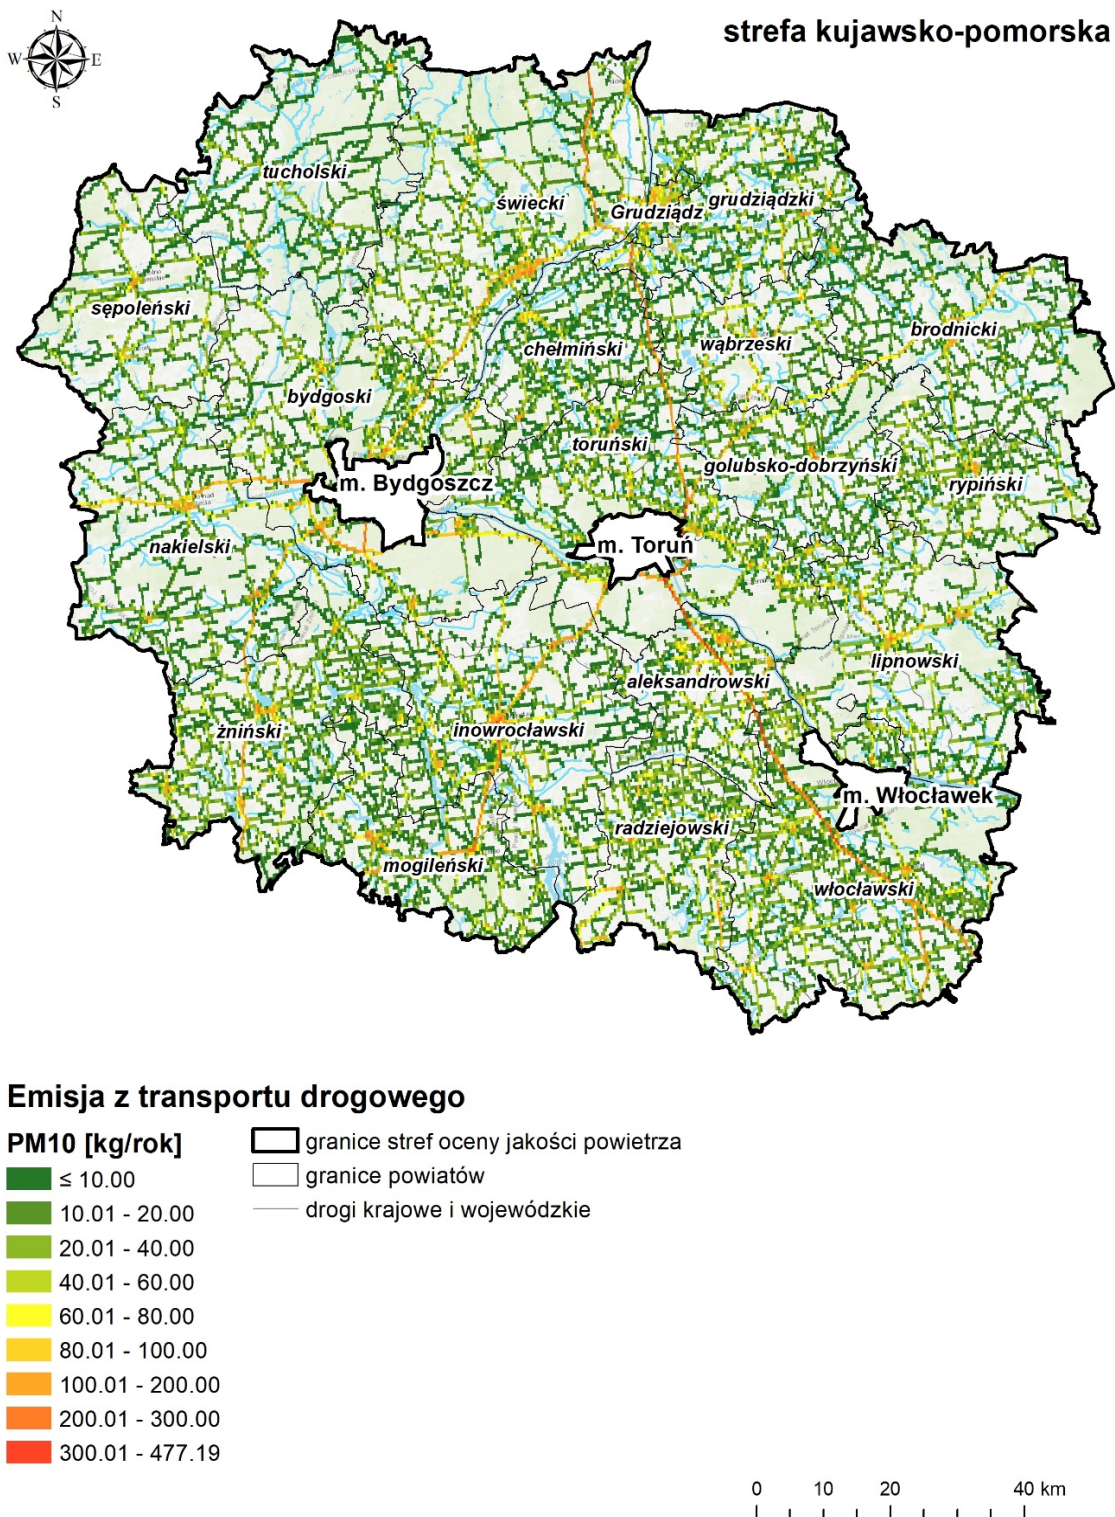 strefa kujawsko-pomorska
N
W
E
S
tucholski
świecki
Grudziądz
grudziądzki
sępoleński
brodnicki
chełmiński
wąbrzeski
bydgoski
toruński
golubsko-dobrzyński
m. Bydgoszcz
rypiński
nakielski
m. Toruń
lipnowski
aleksandrowski
żniński
inowrocławski
m. Włocławek
radziejowski
mogileński
włocławski
Emisja z transportu drogowego
PM10 [kg/rok]
≤ 10.00
10.01 - 20.00
20.01 - 40.00
40.01 - 60.00
60.01 - 80.00
80.01 - 100.00
100.01 - 200.00
200.01 - 300.00
300.01 - 477.19
granice stref oceny jakości powietrza
granice powiatów
drogi krajowe i wojewódzkie
0 10 20 40 km